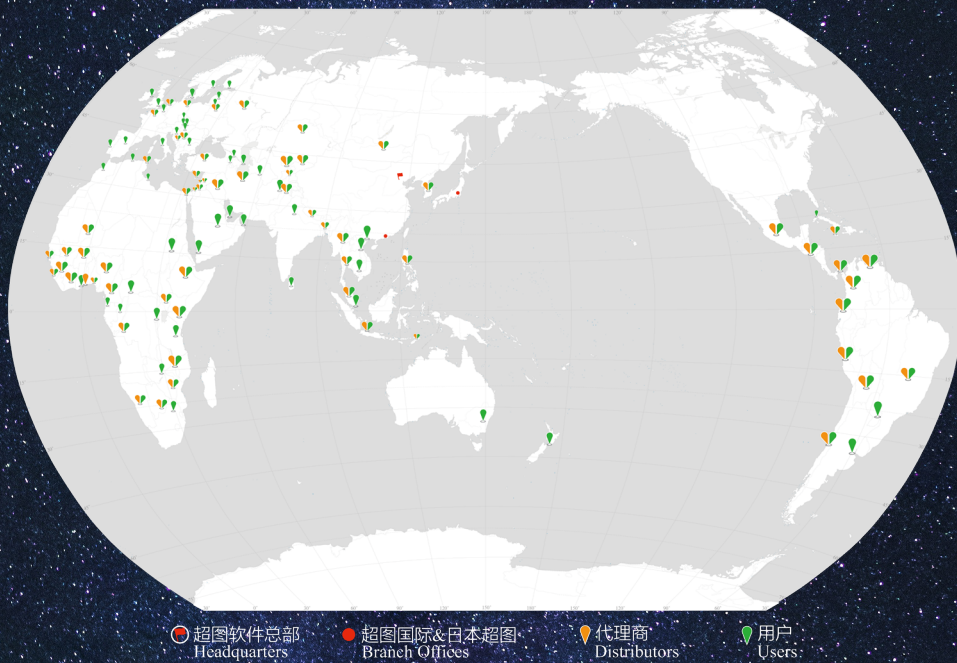 超图软件总部
Headquarters
超图国际&日本超图
Branch Offices
代理商
Distributors
用户
Users